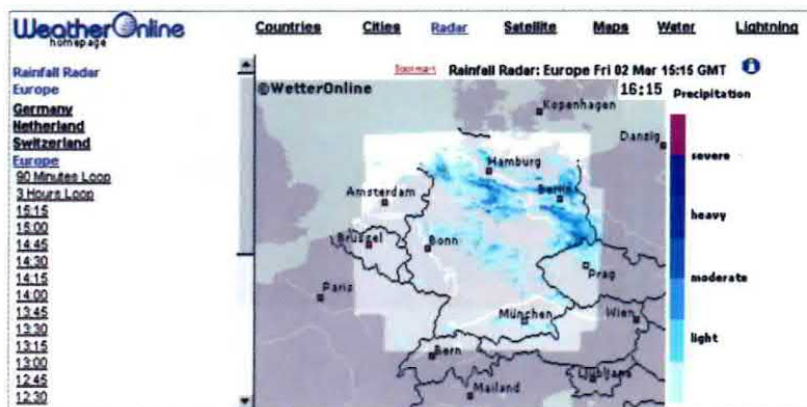 WeatherOnline
homepage
Countries Cities Radar Satellite Maps Water Lightning
Rainfall Radar
Europe
Germany
Netherland
Switzerland
Europe
90 Minutes Loop
3 Hours Loop
15:15
15:00
14:45
14:30
14:15
14:00
13:45
13:30
13:15
13:00
12:45
12:30
Rainfall Radar: Europe Fri 02 Mar 15:15 GMT
©WetterOnline
16:15
Precipitation
Kopenhagen
Danzig
Hamburg
Berlin
Amsterdam
Brüssel
Bonn
Prag
Paris
München
Wien
Bern
Ljubljana
Mailand
severe
heavy
moderate
light